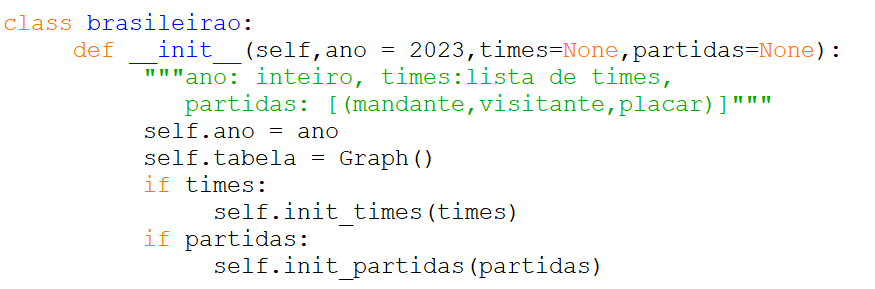 class brasileirao:
def __init__(self,ano = 2023,times=None,partidas=None):
"""ano: inteiro, times:lista de times,
partidas: [(mandante,visitante,placar)]"""
self.ano = ano
self.tabela = Graph()
if times:
self.init_times(times)
if partidas:
self.init_partidas(partidas)